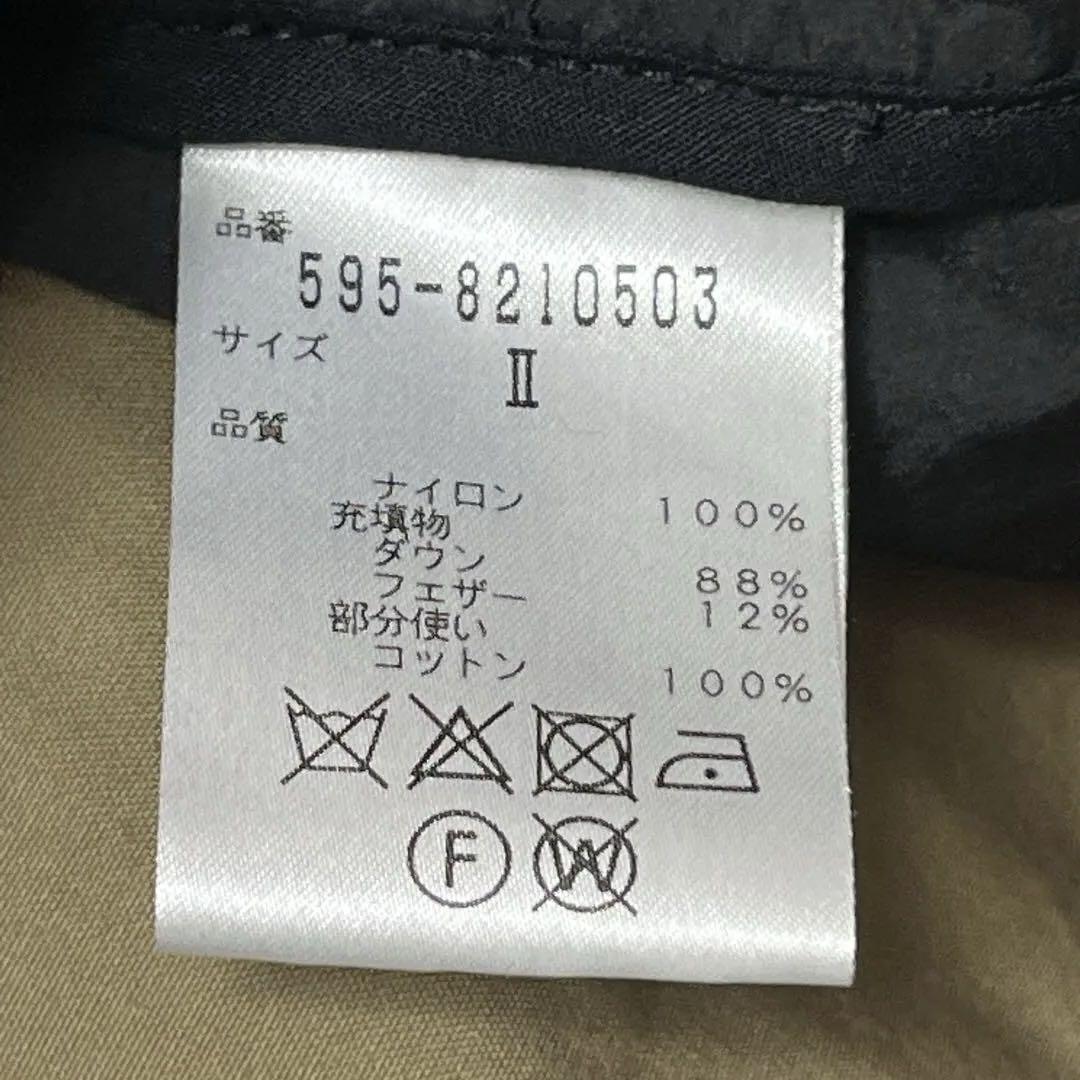 品番
595-8210503
サイズ
Ⅱ
品質
ナイロン 100%
充填物
ダウン 88%
フェザー 12%
部分使い
コットン 100%
F
W